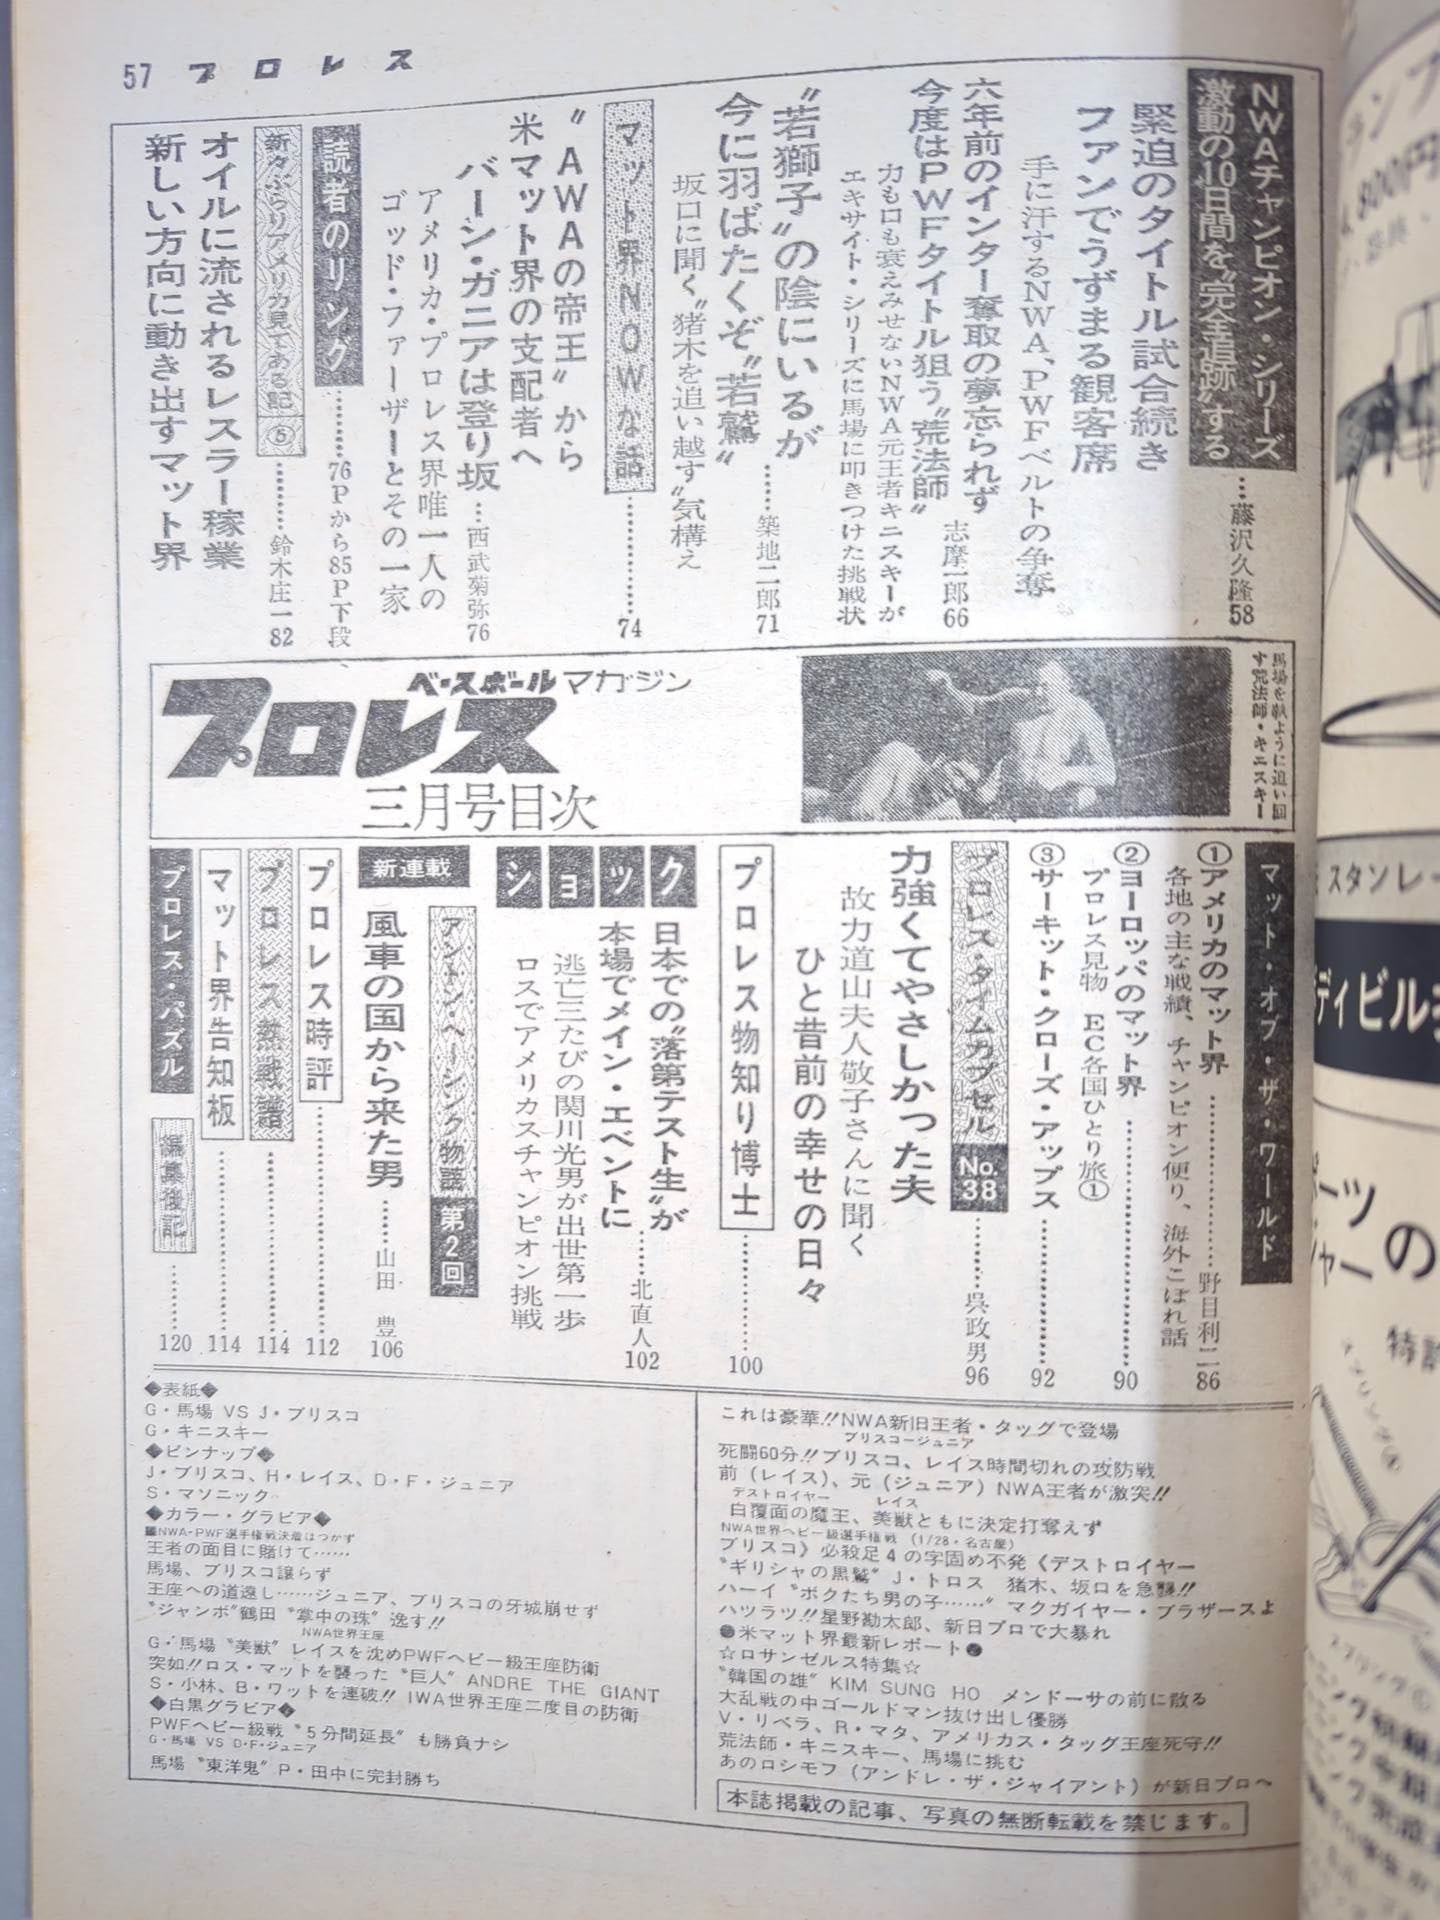 57 プロレス
NWAチャンピオン・シリーズ
激動の10日間を〝完全追跡〟する
……藤沢久隆58
緊迫のタイトル試合続き
ファンでうずまる観客席
手に汗するNWA、PWFベルトの争奪
六年前のインター奪取の夢忘られず
今度はPWFタイトル狙う〝荒法師〟
志摩一郎66
力も口も衰えみせないNWA元王者キニスキーが
エキサイト・シリーズに馬場に叩きつけた挑戦状
〝若獅子〟の陰にいるが
今に羽ばたくぞ〝若鷲〟
……築地二郎71
坂口に聞く〝猪木を追い越す〟気構え
マット界NOWな話
…………74
〝AWAの帝王〟から
米マット界の支配者へ
バーン・ガニアは登り坂
…西武菊弥76
アメリカ・プロレス界唯一人の
ゴッド・ファーザーとその一家
読者のリング
………76Pから85P下段
新々ぶらりアメリカ見てある記⑤
………鈴木庄一82
オイルに流されるレスラー稼業
新しい方向に動き出すマット界
馬場を執ように追い回
す荒法師・キニスキー
ベースボールマガジン
プロレス
三月号目次
マット・オブ・ザ・ワールド
①アメリカのマット界
…………野目利二86
各地の主な戦績、チャンピオン便り、海外こぼれ話
②ヨーロッパのマット界
…………90
プロレス見物 EC各国ひとり旅①
③サーキット・クローズ・アップス
…………92
プロレス・タイムカプセル
No.38
………呉政男96
力強くてやさしかった夫
故力道山夫人敬子さんに聞く
ひと昔前の幸せの日々
プロレス物知り博士
…………100
ショック
日本での〝落第テスト生〟が
本場でメイン・エベントに
……北直人102
逃亡三たびの関川光男が出世第一歩
ロスでアメリカスチャンピオン挑戦
新連載
アントン・ヘーシンク物語
第2回
風車の国から来た男
……山田 豊106
プロレス時評
…………112
プロレス熱戦譜
…………114
マット界告知板
…………114
プロレス・パズル
編集後記
………120
◆表紙◆
G・馬場 VS J・ブリスコ
G・キニスキー
◆ピンナップ◆
J・ブリスコ、H・レイス、D・F・ジュニア
S・マソニック
◆カラー・グラビア◆
■NWA・PWF選手権戦決着はつかず
王者の面目に賭けて……
馬場、ブリスコ譲らず
王座への道遠し……ジュニア、ブリスコの牙城崩せず
〝ジャンボ〟鶴田 〝掌中の珠〟逸す!!
NWA世界王座
G・馬場〝美獣〟レイスを沈めPWFヘビー級王座防衛
突如!!ロス・マットを襲った〝巨人〟ANDRE THE GIANT
S・小林、B・ワットを連破!! IWA世界王座二度目の防衛
◆白黒グラビア◆
PWFヘビー級戦〝5分間延長〟も勝負ナシ
G・馬場 VS D・F・ジュニア
馬場〝東洋鬼〟P・田中に完封勝ち
これは豪華!!NWA新旧王者・タッグで登場
ブリスコージュニア
死闘60分!!ブリスコ、レイス時間切れの攻防戦
前（レイス）、元（ジュニア）NWA王者が激突!!
デストロイヤー レイス
白覆面の魔王、美獣ともに決定打奪えず
NWA世界ヘビー級選手権戦 (1/28・名古屋)
ブリスコ》必殺足4の字固め不発《デストロイヤー
〝ギリシャの黒鷲〟J・トロス 猪木、坂口を急襲!!
ハーイ〝ボクたち男の子……〟マクガイヤー・ブラザースよ
ハツラツ!!星野勘太郎、新日プロで大暴れ
●米マット界最新レポート●
☆ロサンゼルス特集☆
〝韓国の雄〟KIM SUNG HO メンドーサの前に散る
大乱戦の中ゴールドマン抜け出し優勝
V・リベラ、R・マタ、アメリカス・タッグ王座死守!!
荒法師・キニスキー、馬場に挑む
あのロシモフ（アンドレ・ザ・ジャイアント）が新日プロへ
本誌掲載の記事、写真の無断転載を禁じます。
800円
スタンレー
ディビル
の